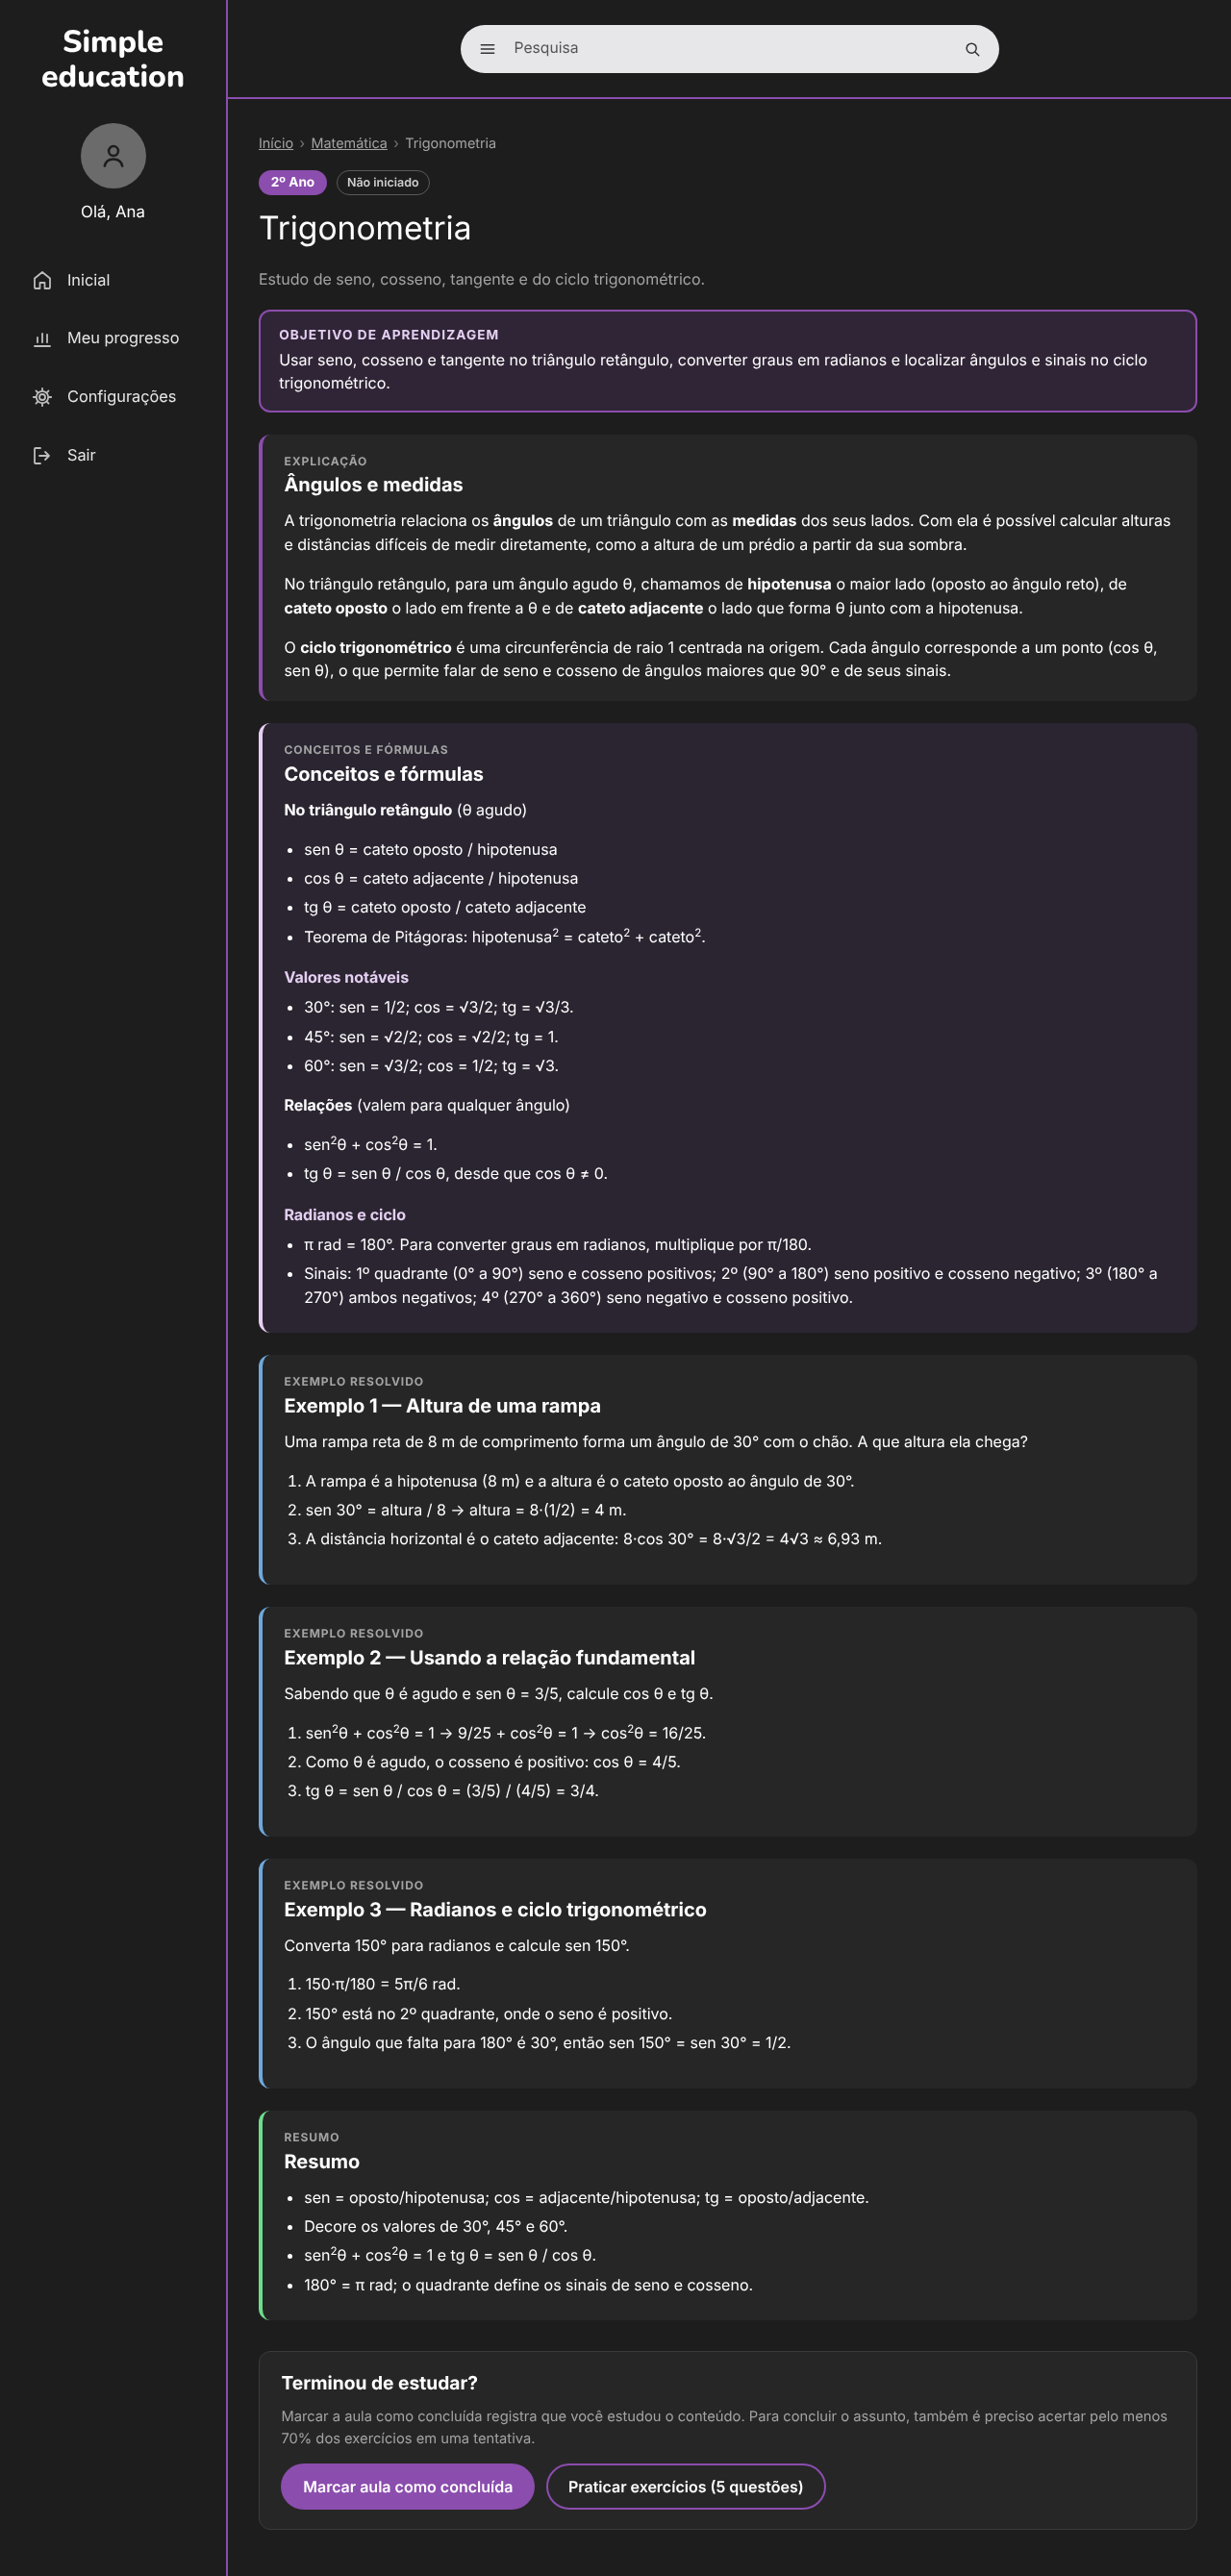 Simple
education
Olá, Ana
Inicial
Meu progresso
Configurações
Sair
Pesquisa
Início › Matemática › Trigonometria
2º Ano Não iniciado
Trigonometria
Estudo de seno, cosseno, tangente e do ciclo trigonométrico.
OBJETIVO DE APRENDIZAGEM
Usar seno, cosseno e tangente no triângulo retângulo, converter graus em radianos e localizar ângulos e sinais no ciclo
trigonométrico.
EXPLICAÇÃO
Ângulos e medidas
A trigonometria relaciona os ângulos de um triângulo com as medidas dos seus lados. Com ela é possível calcular alturas
e distâncias difíceis de medir diretamente, como a altura de um prédio a partir da sua sombra.
No triângulo retângulo, para um ângulo agudo θ, chamamos de hipotenusa o maior lado (oposto ao ângulo reto), de
cateto oposto o lado em frente a θ e de cateto adjacente o lado que forma θ junto com a hipotenusa.
O ciclo trigonométrico é uma circunferência de raio 1 centrada na origem. Cada ângulo corresponde a um ponto (cos θ,
sen θ), o que permite falar de seno e cosseno de ângulos maiores que 90° e de seus sinais.
CONCEITOS E FÓRMULAS
Conceitos e fórmulas
No triângulo retângulo (θ agudo)
• sen θ = cateto oposto / hipotenusa
• cos θ = cateto adjacente / hipotenusa
• tg θ = cateto oposto / cateto adjacente
• Teorema de Pitágoras: hipotenusa² = cateto² + cateto².
Valores notáveis
• 30°: sen = 1/2; cos = √3/2; tg = √3/3.
• 45°: sen = √2/2; cos = √2/2; tg = 1.
• 60°: sen = √3/2; cos = 1/2; tg = √3.
Relações (valem para qualquer ângulo)
• sen²θ + cos²θ = 1.
• tg θ = sen θ / cos θ, desde que cos θ ≠ 0.
Radianos e ciclo
• π rad = 180°. Para converter graus em radianos, multiplique por π/180.
• Sinais: 1º quadrante (0° a 90°) seno e cosseno positivos; 2º (90° a 180°) seno positivo e cosseno negativo; 3º (180° a
270°) ambos negativos; 4º (270° a 360°) seno negativo e cosseno positivo.
EXEMPLO RESOLVIDO
Exemplo 1 — Altura de uma rampa
Uma rampa reta de 8 m de comprimento forma um ângulo de 30° com o chão. A que altura ela chega?
1. A rampa é a hipotenusa (8 m) e a altura é o cateto oposto ao ângulo de 30°.
2. sen 30° = altura / 8 → altura = 8·(1/2) = 4 m.
3. A distância horizontal é o cateto adjacente: 8·cos 30° = 8·√3/2 = 4√3 ≈ 6,93 m.
EXEMPLO RESOLVIDO
Exemplo 2 — Usando a relação fundamental
Sabendo que θ é agudo e sen θ = 3/5, calcule cos θ e tg θ.
1. sen²θ + cos²θ = 1 → 9/25 + cos²θ = 1 → cos²θ = 16/25.
2. Como θ é agudo, o cosseno é positivo: cos θ = 4/5.
3. tg θ = sen θ / cos θ = (3/5) / (4/5) = 3/4.
EXEMPLO RESOLVIDO
Exemplo 3 — Radianos e ciclo trigonométrico
Converta 150° para radianos e calcule sen 150°.
1. 150·π/180 = 5π/6 rad.
2. 150° está no 2º quadrante, onde o seno é positivo.
3. O ângulo que falta para 180° é 30°, então sen 150° = sen 30° = 1/2.
RESUMO
Resumo
• sen = oposto/hipotenusa; cos = adjacente/hipotenusa; tg = oposto/adjacente.
• Decore os valores de 30°, 45° e 60°.
• sen²θ + cos²θ = 1 e tg θ = sen θ / cos θ.
• 180° = π rad; o quadrante define os sinais de seno e cosseno.
Terminou de estudar?
Marcar a aula como concluída registra que você estudou o conteúdo. Para concluir o assunto, também é preciso acertar pelo menos
70% dos exercícios em uma tentativa.
Marcar aula como concluída Praticar exercícios (5 questões)